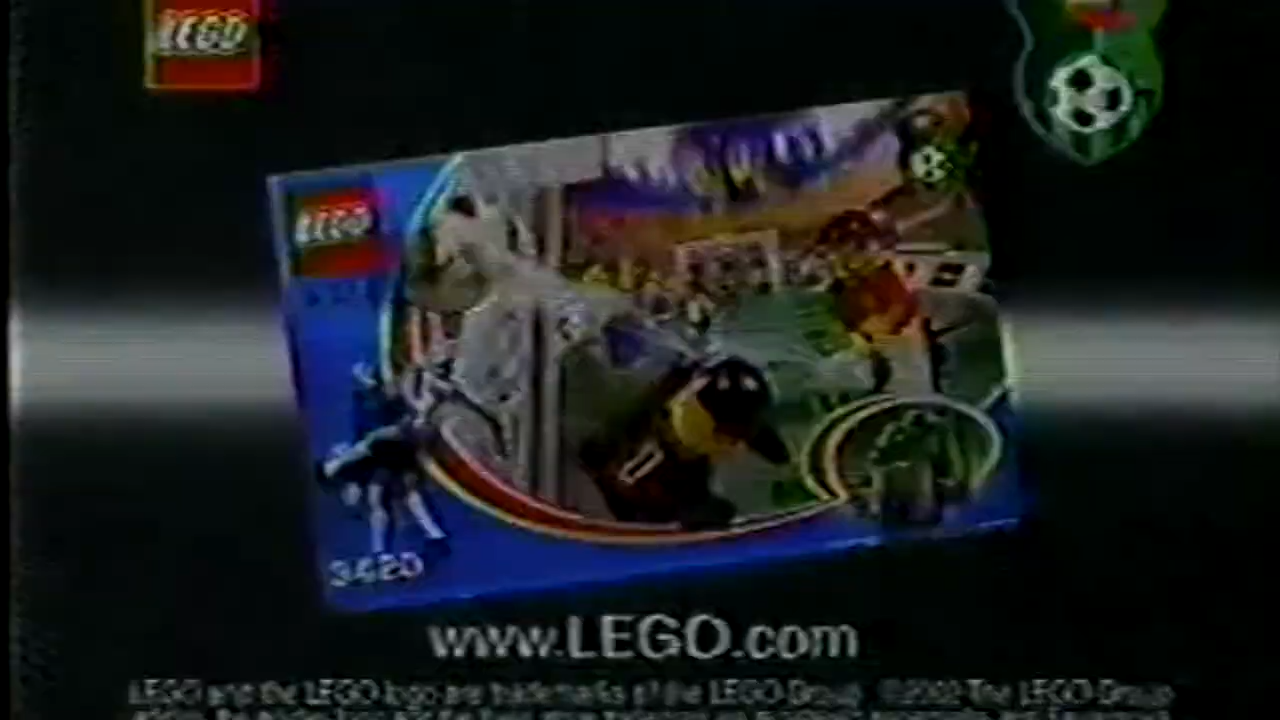 LEGO
LEGO
3420
www.LEGO.com
LEGO and the LEGO logo are trademarks of the LEGO Group. ©2002 The LEGO Group